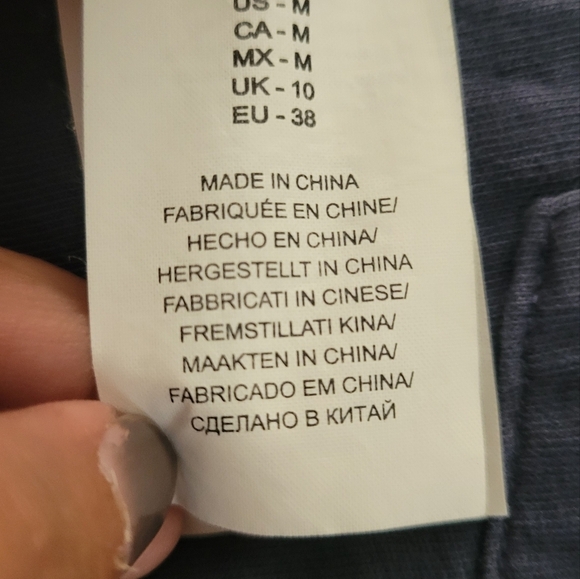 US - M
CA - M
MX - M
UK - 10
EU - 38
MADE IN CHINA
FABRIQUÉE EN CHINE/
HECHO EN CHINA/
HERGESTELLT IN CHINA
FABBRICATI IN CINESE/
FREMSTILLATI KINA/
MAAKTEN IN CHINA/
FABRICADO EM CHINA/
СДЕЛАНО В КИТАЙ